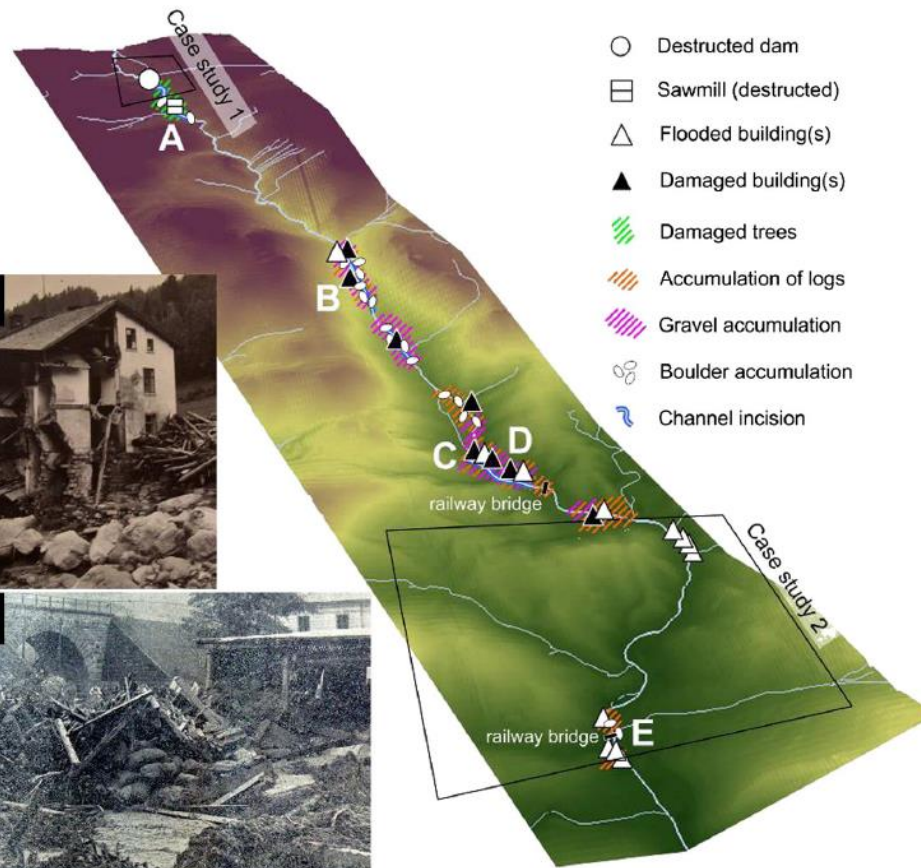 Case study 1
Destructed dam
Sawmill (destructed)
Flooded building(s)
Damaged building(s)
Damaged trees
Accumulation of logs
Gravel accumulation
Boulder accumulation
Channel incision
A
B
C
D
railway bridge
Case study 2
railway bridge
E